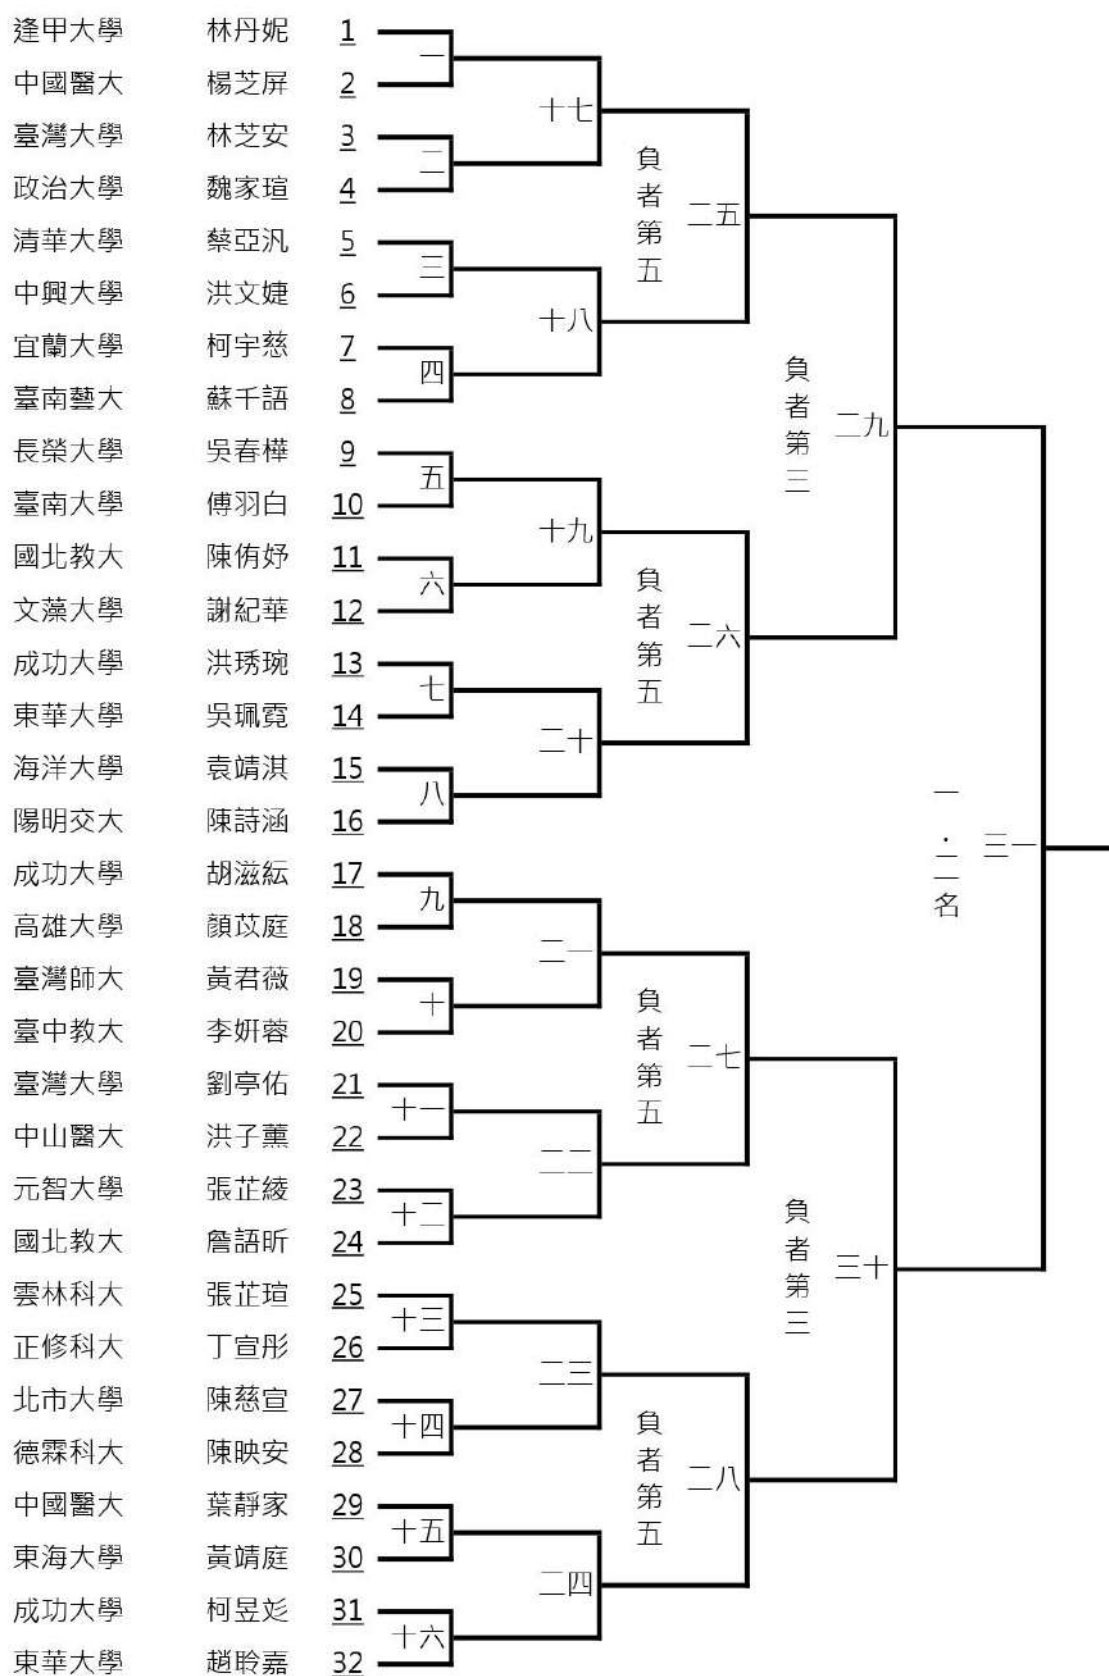 逢甲大學 林丹妮 1
中國醫大 楊芝屏 2
臺灣大學 林芝安 3
政治大學 魏家瑄 4
清華大學 蔡亞汎 5
中興大學 洪文婕 6
宜蘭大學 柯宇慈 7
臺南藝大 蘇千語 8
長榮大學 吳春樺 9
臺南大學 傅羽白 10
國北教大 陳侑妤 11
文藻大學 謝紀華 12
成功大學 洪琇琬 13
東華大學 吳珮霓 14
海洋大學 袁靖淇 15
陽明交大 陳詩涵 16
成功大學 胡滋紜 17
高雄大學 顏苡庭 18
臺灣師大 黃君薇 19
臺中教大 李妍蓉 20
臺灣大學 劉亭佑 21
中山醫大 洪子薰 22
元智大學 張芷綾 23
國北教大 詹語昕 24
雲林科大 張芷瑄 25
正修科大 丁宣彤 26
北市大學 陳慈宣 27
德霖科大 陳映安 28
中國醫大 葉靜家 29
東海大學 黃靖庭 30
成功大學 柯昱彣 31
東華大學 趙聆嘉 32
一
二
三
四
五
六
七
八
九
十
十一
十二
十三
十四
十五
十六
十七
十八
十九
二十
二一
二二
二三
二四
負者第五
二五
負者第五
二六
負者第五
二七
負者第五
二八
負者第三
二九
負者第三
三十
一．二名
三一